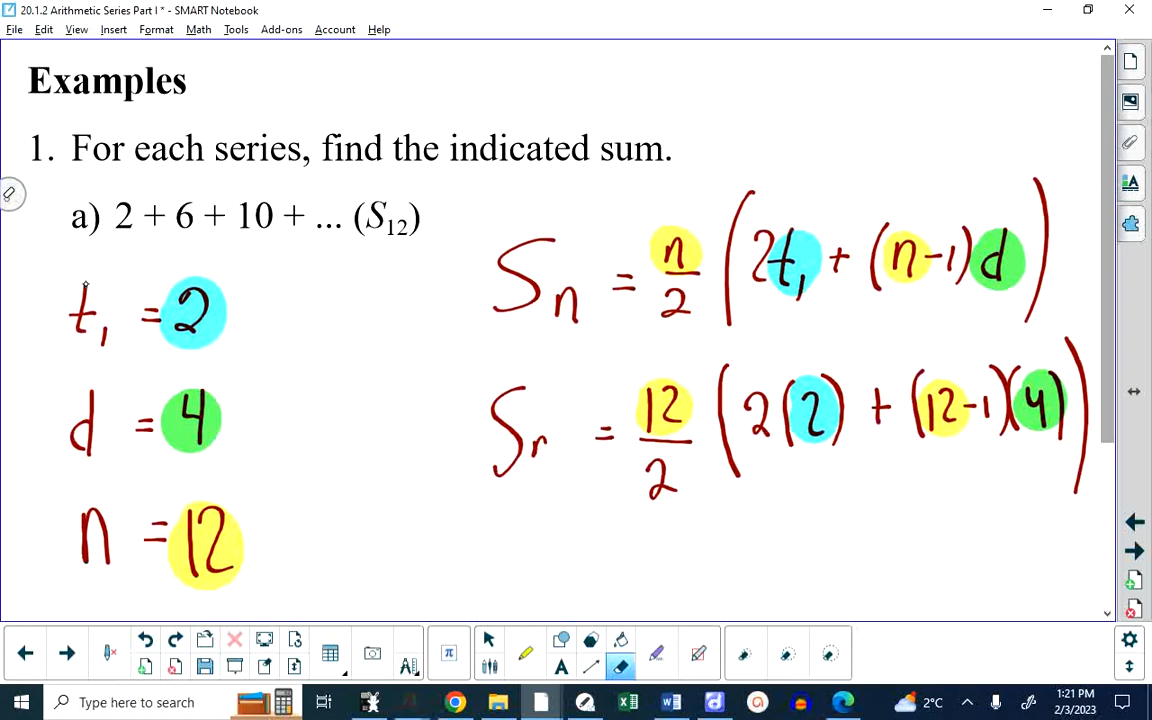 20.1.2 Arithmetic Series Part I * - SMART Notebook
File Edit View Insert Format Math Tools Add-ons Account Help
Examples
1. For each series, find the indicated sum.
a) 2 + 6 + 10 + ... (S₁₂)
t₁ = 2
d = 4
n = 12
Sₙ = n/2 (2t₁ + (n-1)d)
Sᵣ = 12/2 (2(2) + (12-1)(4))
Type here to search
2°C
1:21 PM
2/3/2023